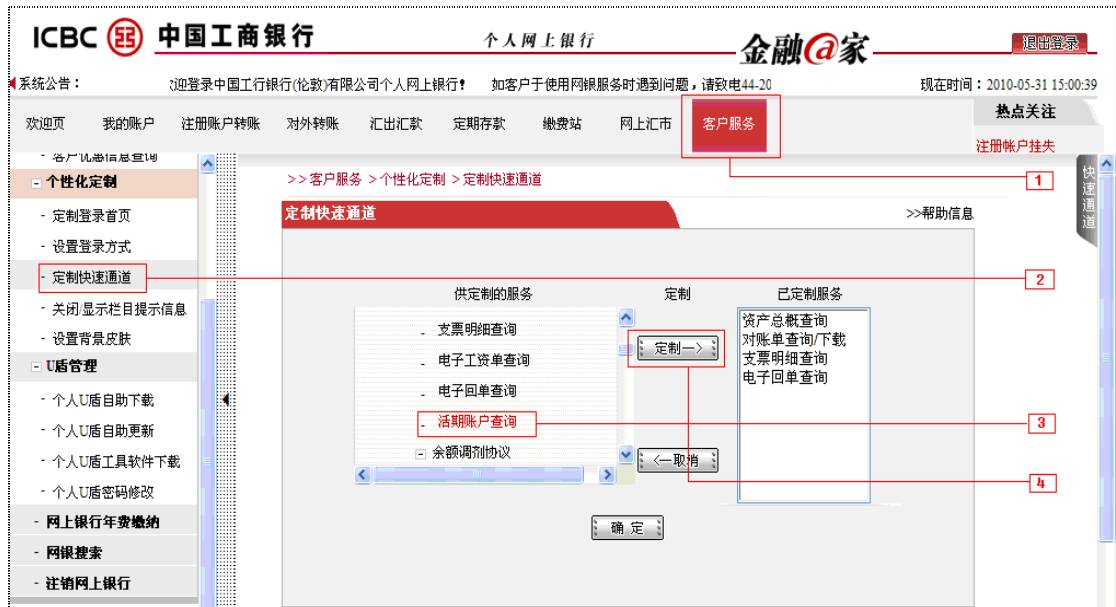 ICBC 中国工商银行 个人网上银行 金融@家 退出登录
系统公告： 迎登录中国工行银行(伦敦)有限公司个人网上银行！ 如客户于使用网银服务时遇到问题，请致电44-20 现在时间：2010-05-31 15:00:39
欢迎页 我的账户 注册账户转账 对外转账 汇出汇款 定期存款 缴费站 网上汇市 客户服务 热点关注
注册帐户挂失
- 客户优惠信息查询
个性化定制
>>客户服务 >个性化定制 >定制快速通道
1
快速通道
- 定制登录首页
定制快速通道 >>帮助信息
- 设置登录方式
- 定制快速通道
2
- 关闭/显示栏目提示信息
- 设置背景皮肤
U盾管理
- 个人U盾自助下载
- 个人U盾自助更新
- 个人U盾工具软件下载
- 个人U盾密码修改
- 网上银行年费缴纳
- 网银搜索
- 注销网上银行
供定制的服务 定制 已定制服务
- 支票明细查询
- 电子工资单查询
- 电子回单查询
- 活期账户查询
余额调剂协议
定制—>
<—取消
资产总概查询
对账单查询/下载
支票明细查询
电子回单查询
3
4
确 定